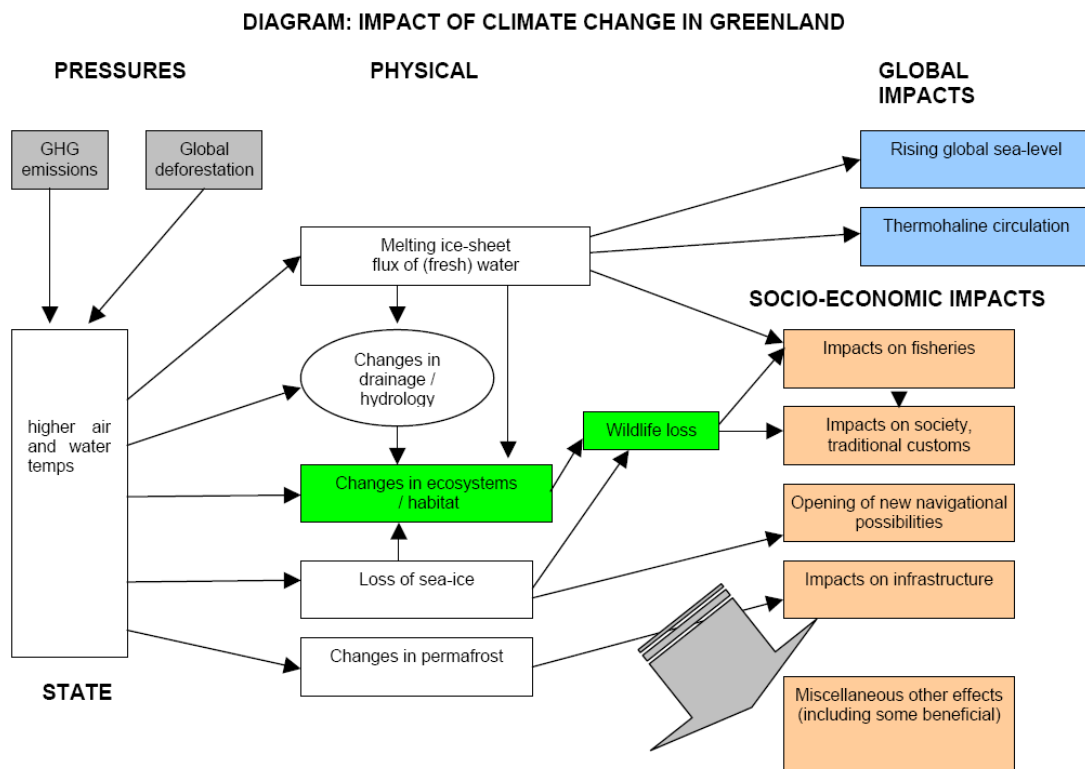 DIAGRAM: IMPACT OF CLIMATE CHANGE IN GREENLAND
PRESSURES
PHYSICAL
GLOBAL
IMPACTS
GHG
emissions
Global
deforestation
Rising global sea-level
Melting ice-sheet
flux of (fresh) water
Thermohaline circulation
SOCIO-ECONOMIC IMPACTS
Changes in
drainage /
hydrology
Impacts on fisheries
higher air
and water
temps
Wildlife loss
Impacts on society,
traditional customs
Changes in ecosystems
/ habitat
Opening of new navigational
possibilities
Loss of sea-ice
Impacts on infrastructure
Changes in permafrost
STATE
Miscellaneous other effects
(including some beneficial)